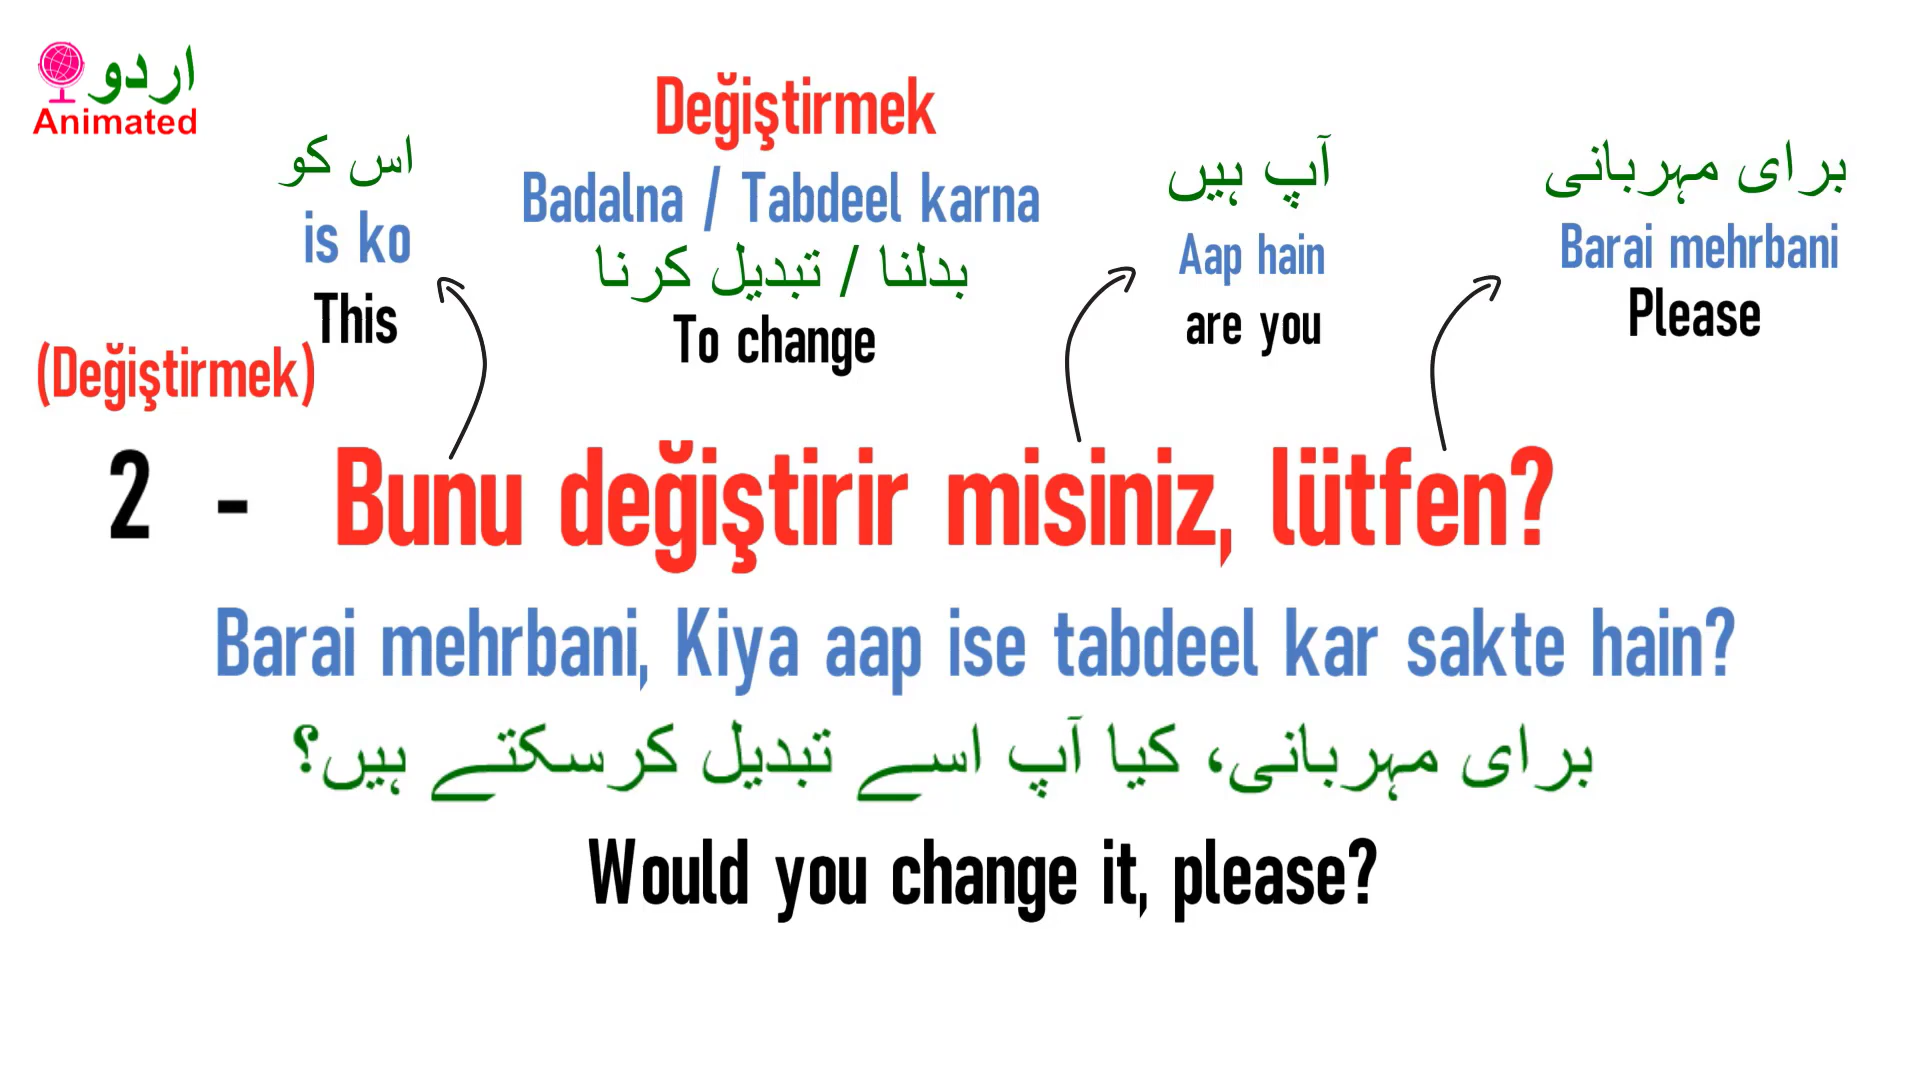 اردو
Animated
Değiştirmek
Badalna / Tabdeel karna
بدلنا / تبدیل کرنا
To change
اس کو
is ko
This
آپ ہیں
Aap hain
are you
برای مہربانی
Barai mehrbani
Please
(Değiştirmek)
2 - Bunu değiştirir misiniz, lütfen?
Barai mehrbani, Kiya aap ise tabdeel kar sakte hain?
برای مہربانی، کیا آپ اسے تبدیل کرسکتے ہیں؟
Would you change it, please?